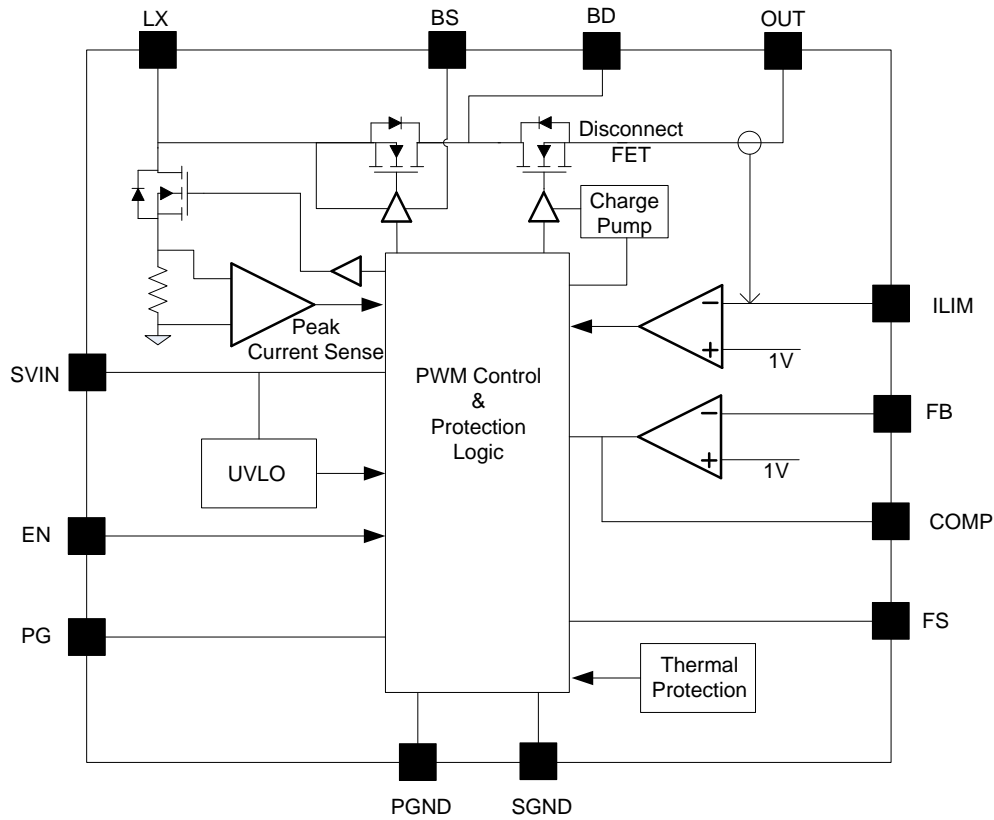 LX
BS
BD
OUT
Disconnect
FET
Charge
Pump
ILIM
1V
Peak
Current Sense
SVIN
PWM Control
&
Protection
Logic
FB
1V
UVLO
COMP
EN
FS
PG
Thermal
Protection
PGND
SGND